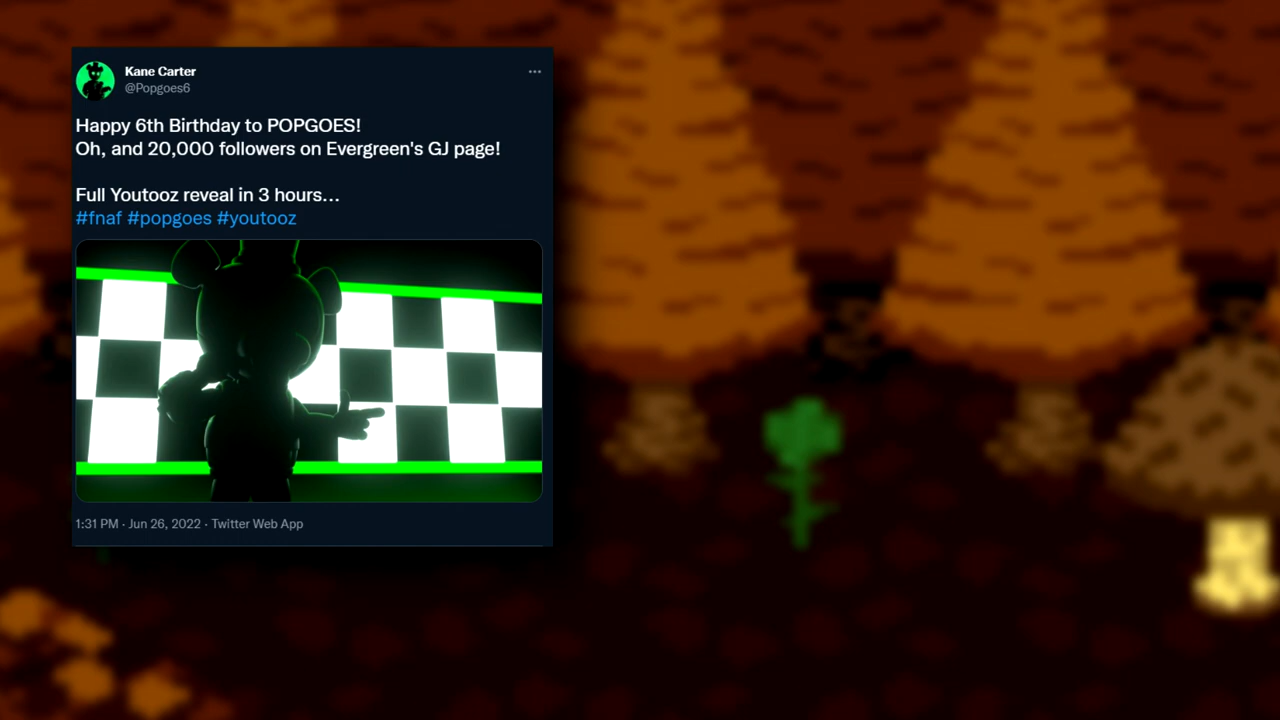 Kane Carter
@Popgoes6
Happy 6th Birthday to POPGOES!
Oh, and 20,000 followers on Evergreen's GJ page!
Full Youtooz reveal in 3 hours...
#fnaf #popgoes #youtooz
1:31 PM · Jun 26, 2022 · Twitter Web App